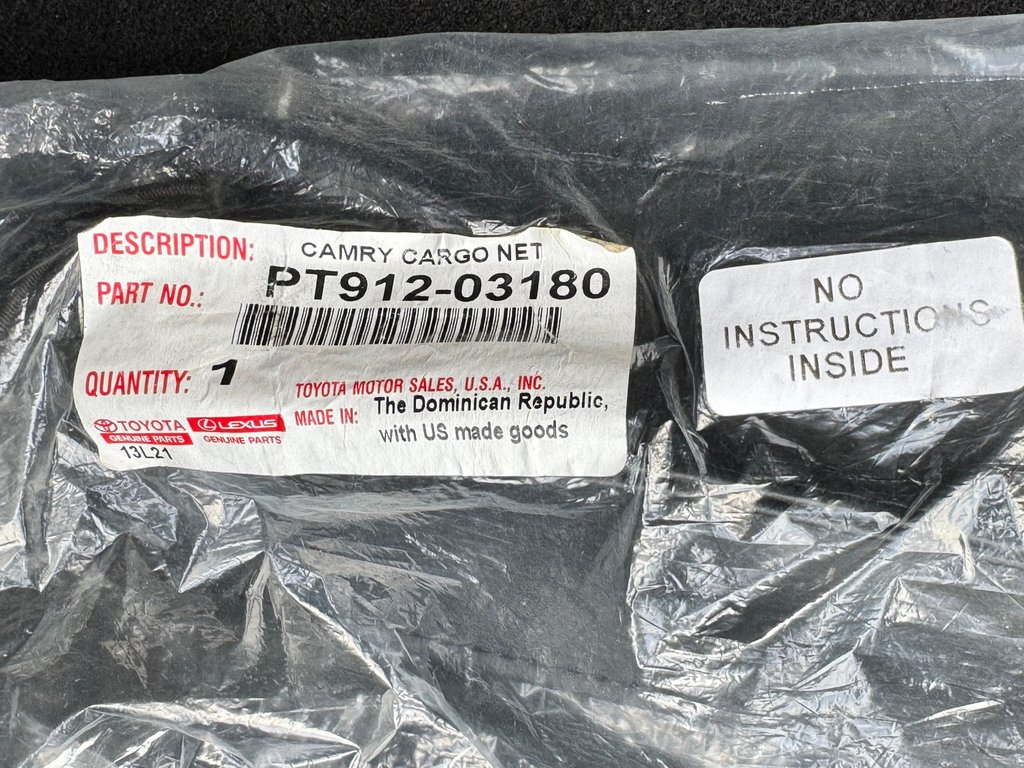 DESCRIPTION: CAMRY CARGO NET
PART NO.: PT912-03180
QUANTITY: 1
TOYOTA MOTOR SALES, U.S.A., INC.
MADE IN: The Dominican Republic,
with US made goods
TOYOTA
GENUINE PARTS
LEXUS
GENUINE PARTS
13L21
NO
INSTRUCTIONS
INSIDE